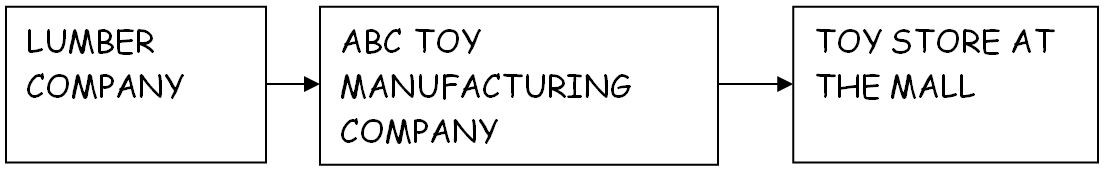 LUMBER
COMPANY
ABC TOY
MANUFACTURING
COMPANY
TOY STORE AT
THE MALL